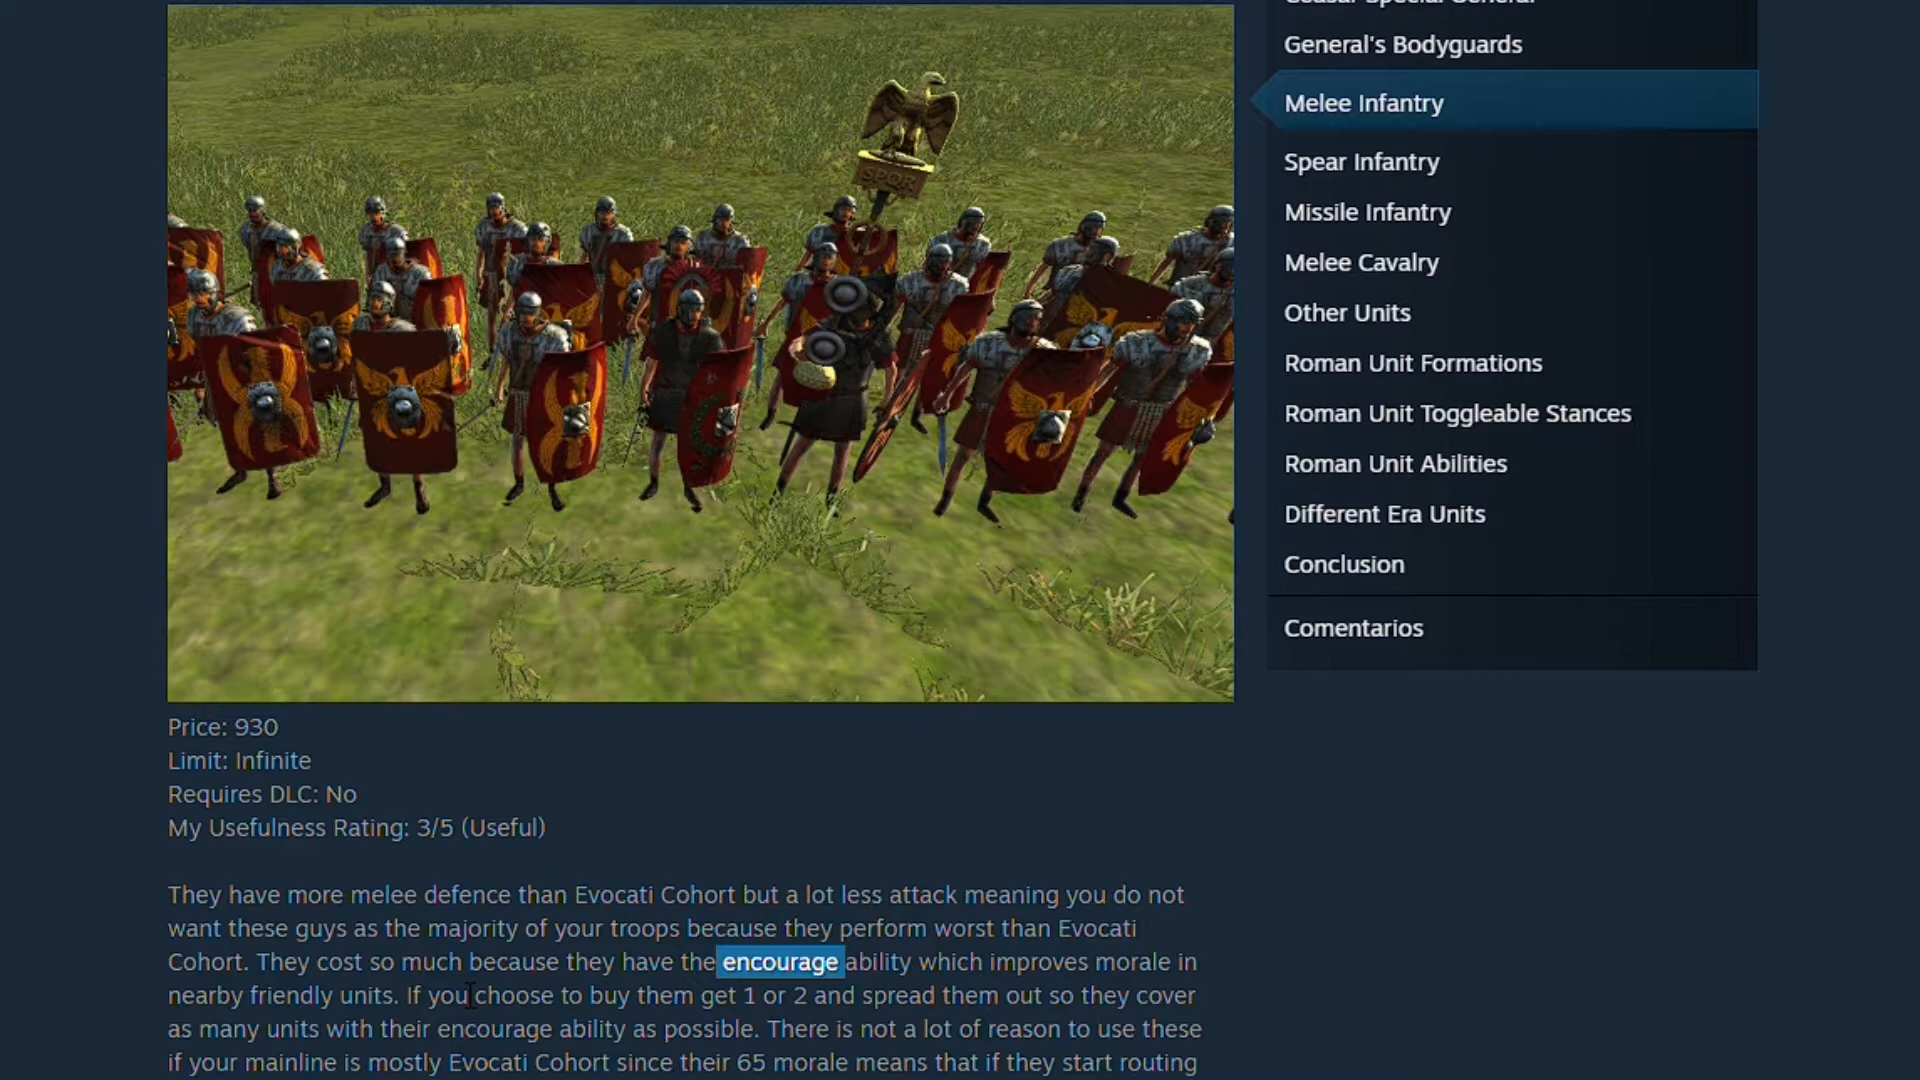 SPQR
Price: 930
Limit: Infinite
Requires DLC: No
My Usefulness Rating: 3/5 (Useful)
They have more melee defence than Evocati Cohort but a lot less attack meaning you do not
want these guys as the majority of your troops because they perform worst than Evocati
Cohort. They cost so much because they have the encourage ability which improves morale in
nearby friendly units. If you choose to buy them get 1 or 2 and spread them out so they cover
as many units with their encourage ability as possible. There is not a lot of reason to use these
if your mainline is mostly Evocati Cohort since their 65 morale means that if they start routing
General's Bodyguards
Melee Infantry
Spear Infantry
Missile Infantry
Melee Cavalry
Other Units
Roman Unit Formations
Roman Unit Toggleable Stances
Roman Unit Abilities
Different Era Units
Conclusion
Comentarios